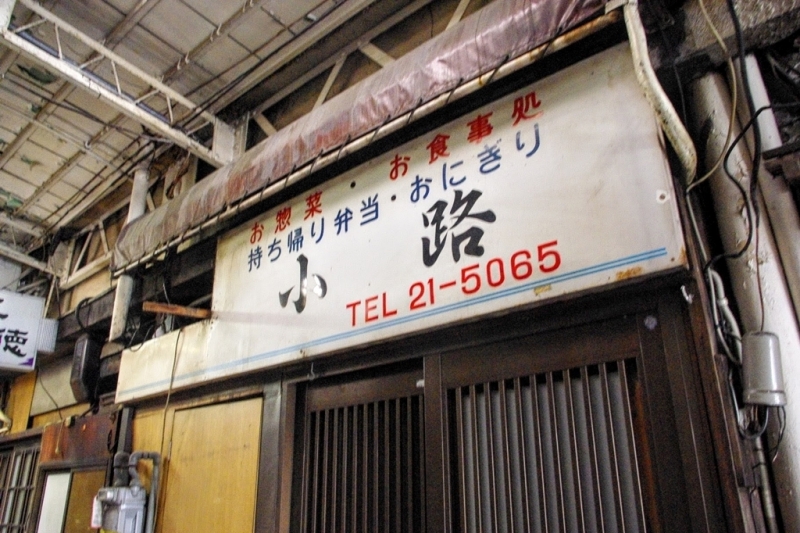 お惣菜・お食事処
持ち帰り弁当・おにぎり
小路
TEL 21-5065
徳